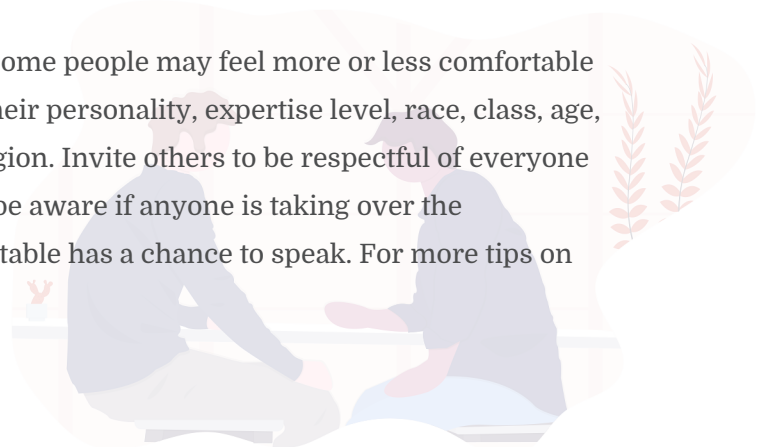 ome people may feel more or less comfortable
eir personality, expertise level, race, class, age,
gion. Invite others to be respectful of everyone
be aware if anyone is taking over the
table has a chance to speak. For more tips on